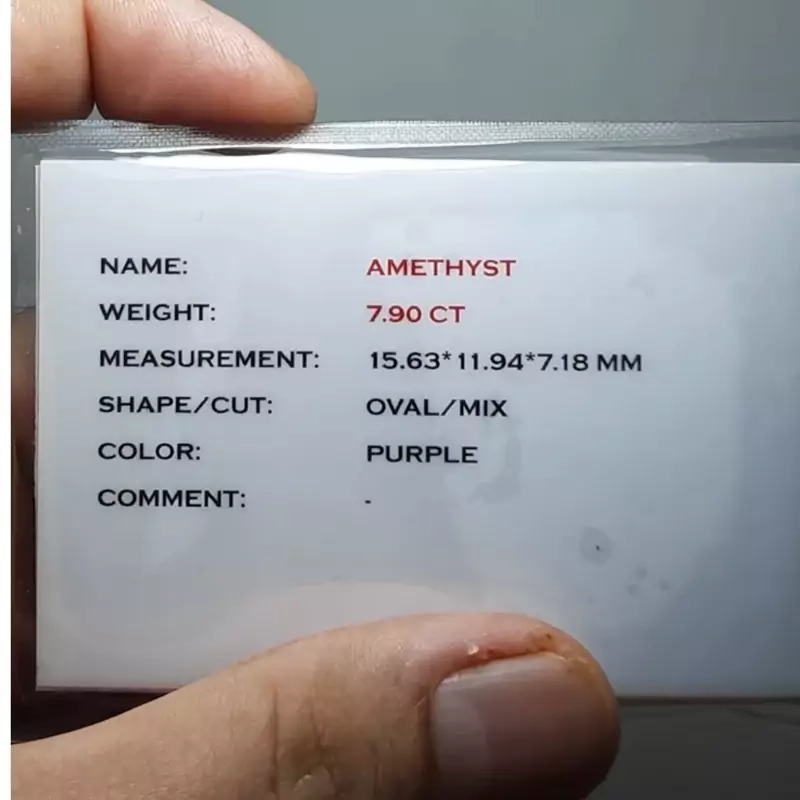 NAME: AMETHYST
WEIGHT: 7.90 CT
MEASUREMENT: 15.63*11.94*7.18 MM
SHAPE/CUT: OVAL/MIX
COLOR: PURPLE
COMMENT: -